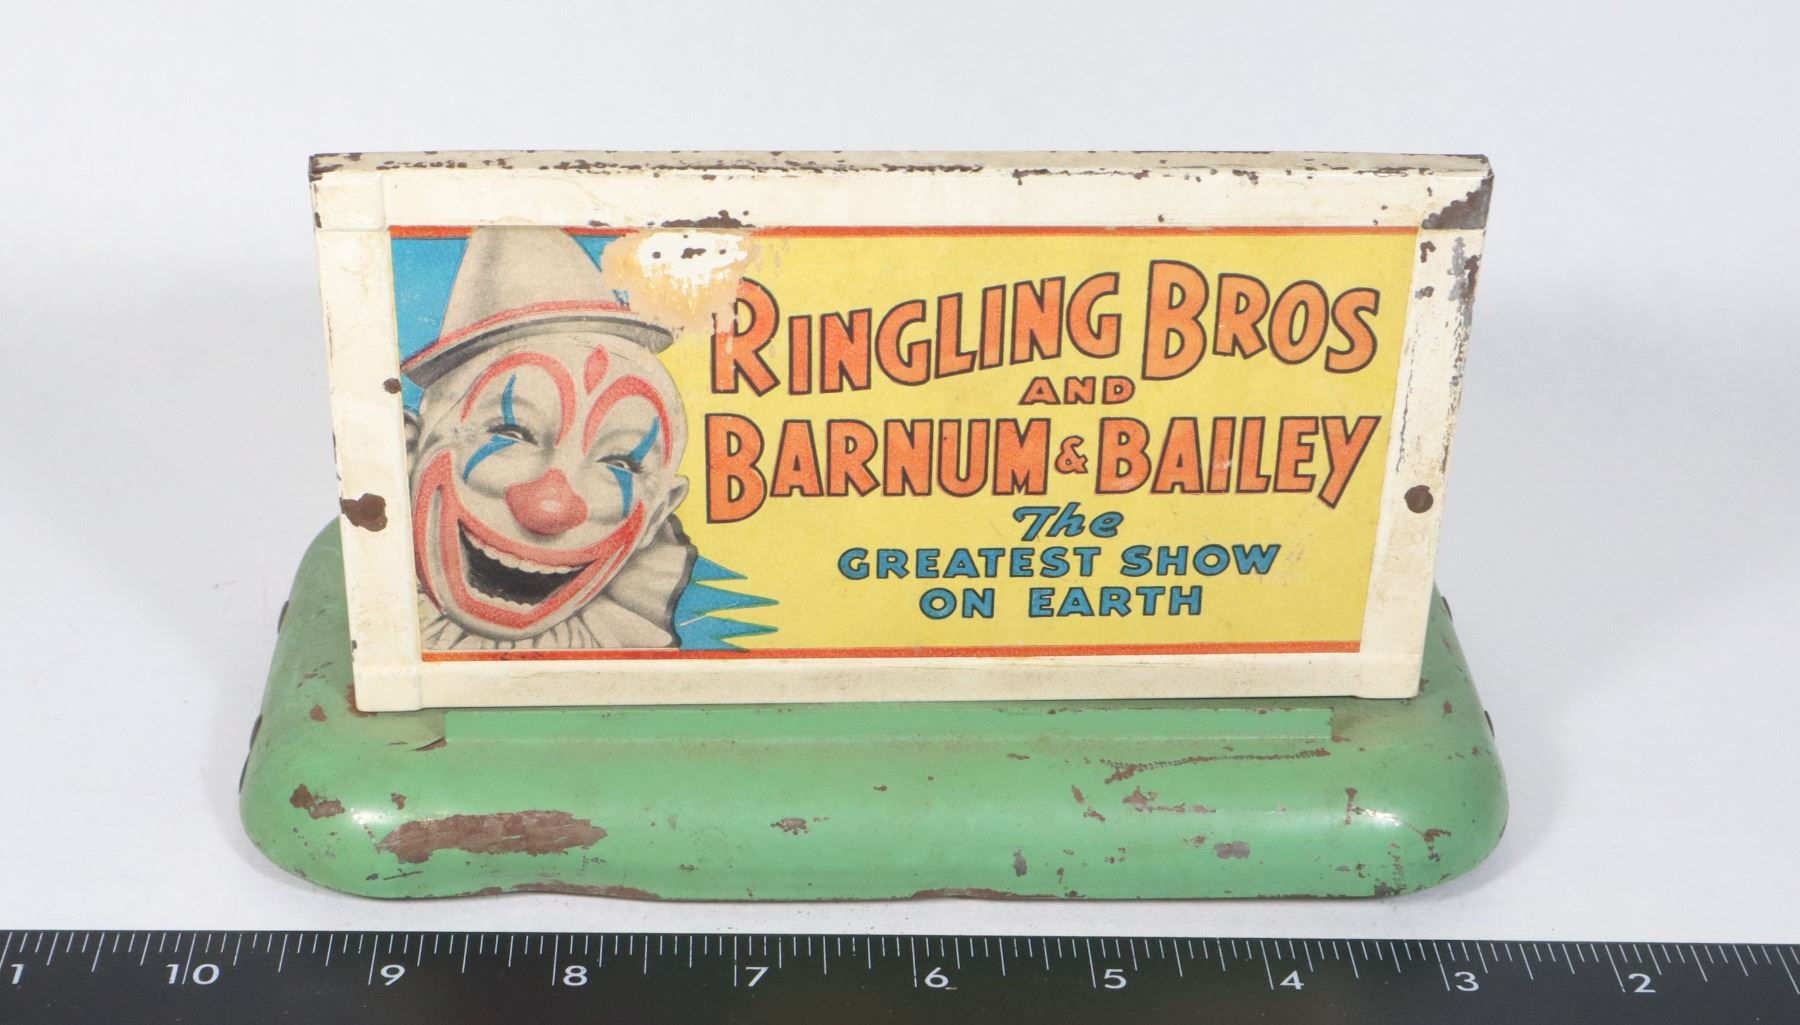 RINGLING BROS
AND
BARNUM & BAILEY
The
GREATEST SHOW
ON EARTH
1 10 9 8 7 6 5 4 3 2